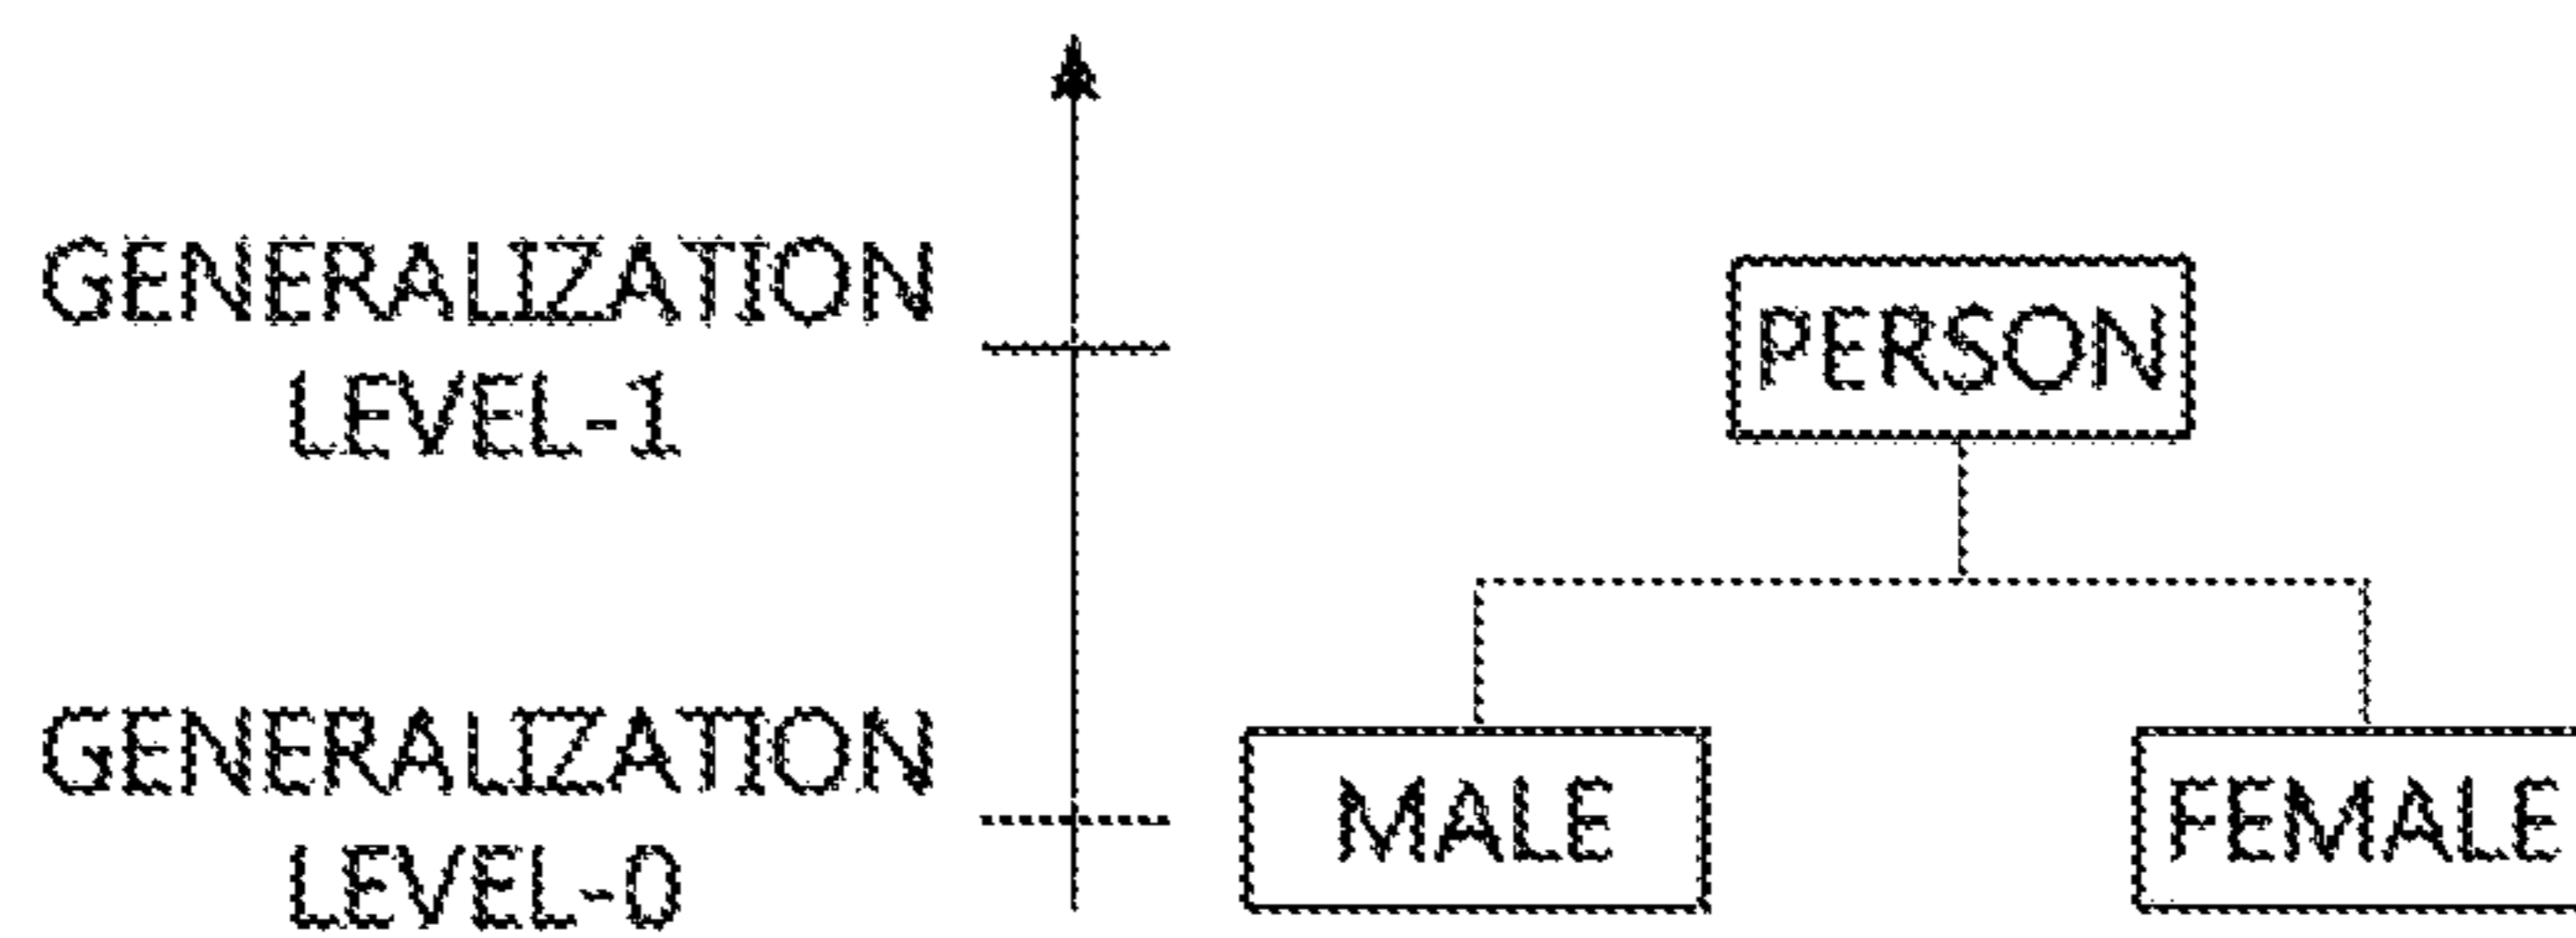 GENERALIZATION
LEVEL-1
PERSON
GENERALIZATION
LEVEL-0
MALE
FEMALE